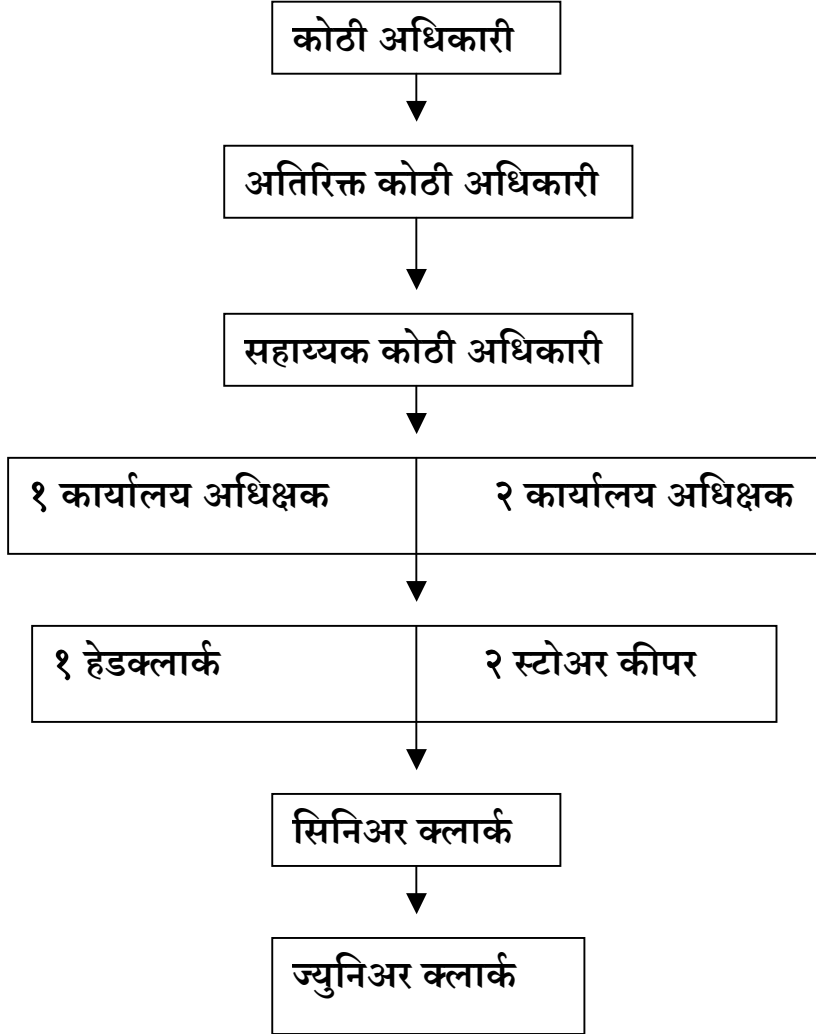 कोठी अधिकारी
अतिरिक्त कोठी अधिकारी
सहाय्यक कोठी अधिकारी
१ कार्यालय अधिक्षक २ कार्यालय अधिक्षक
१ हेडक्लार्क २ स्टोअर कीपर
सिनिअर क्लार्क
ज्युनिअर क्लार्क